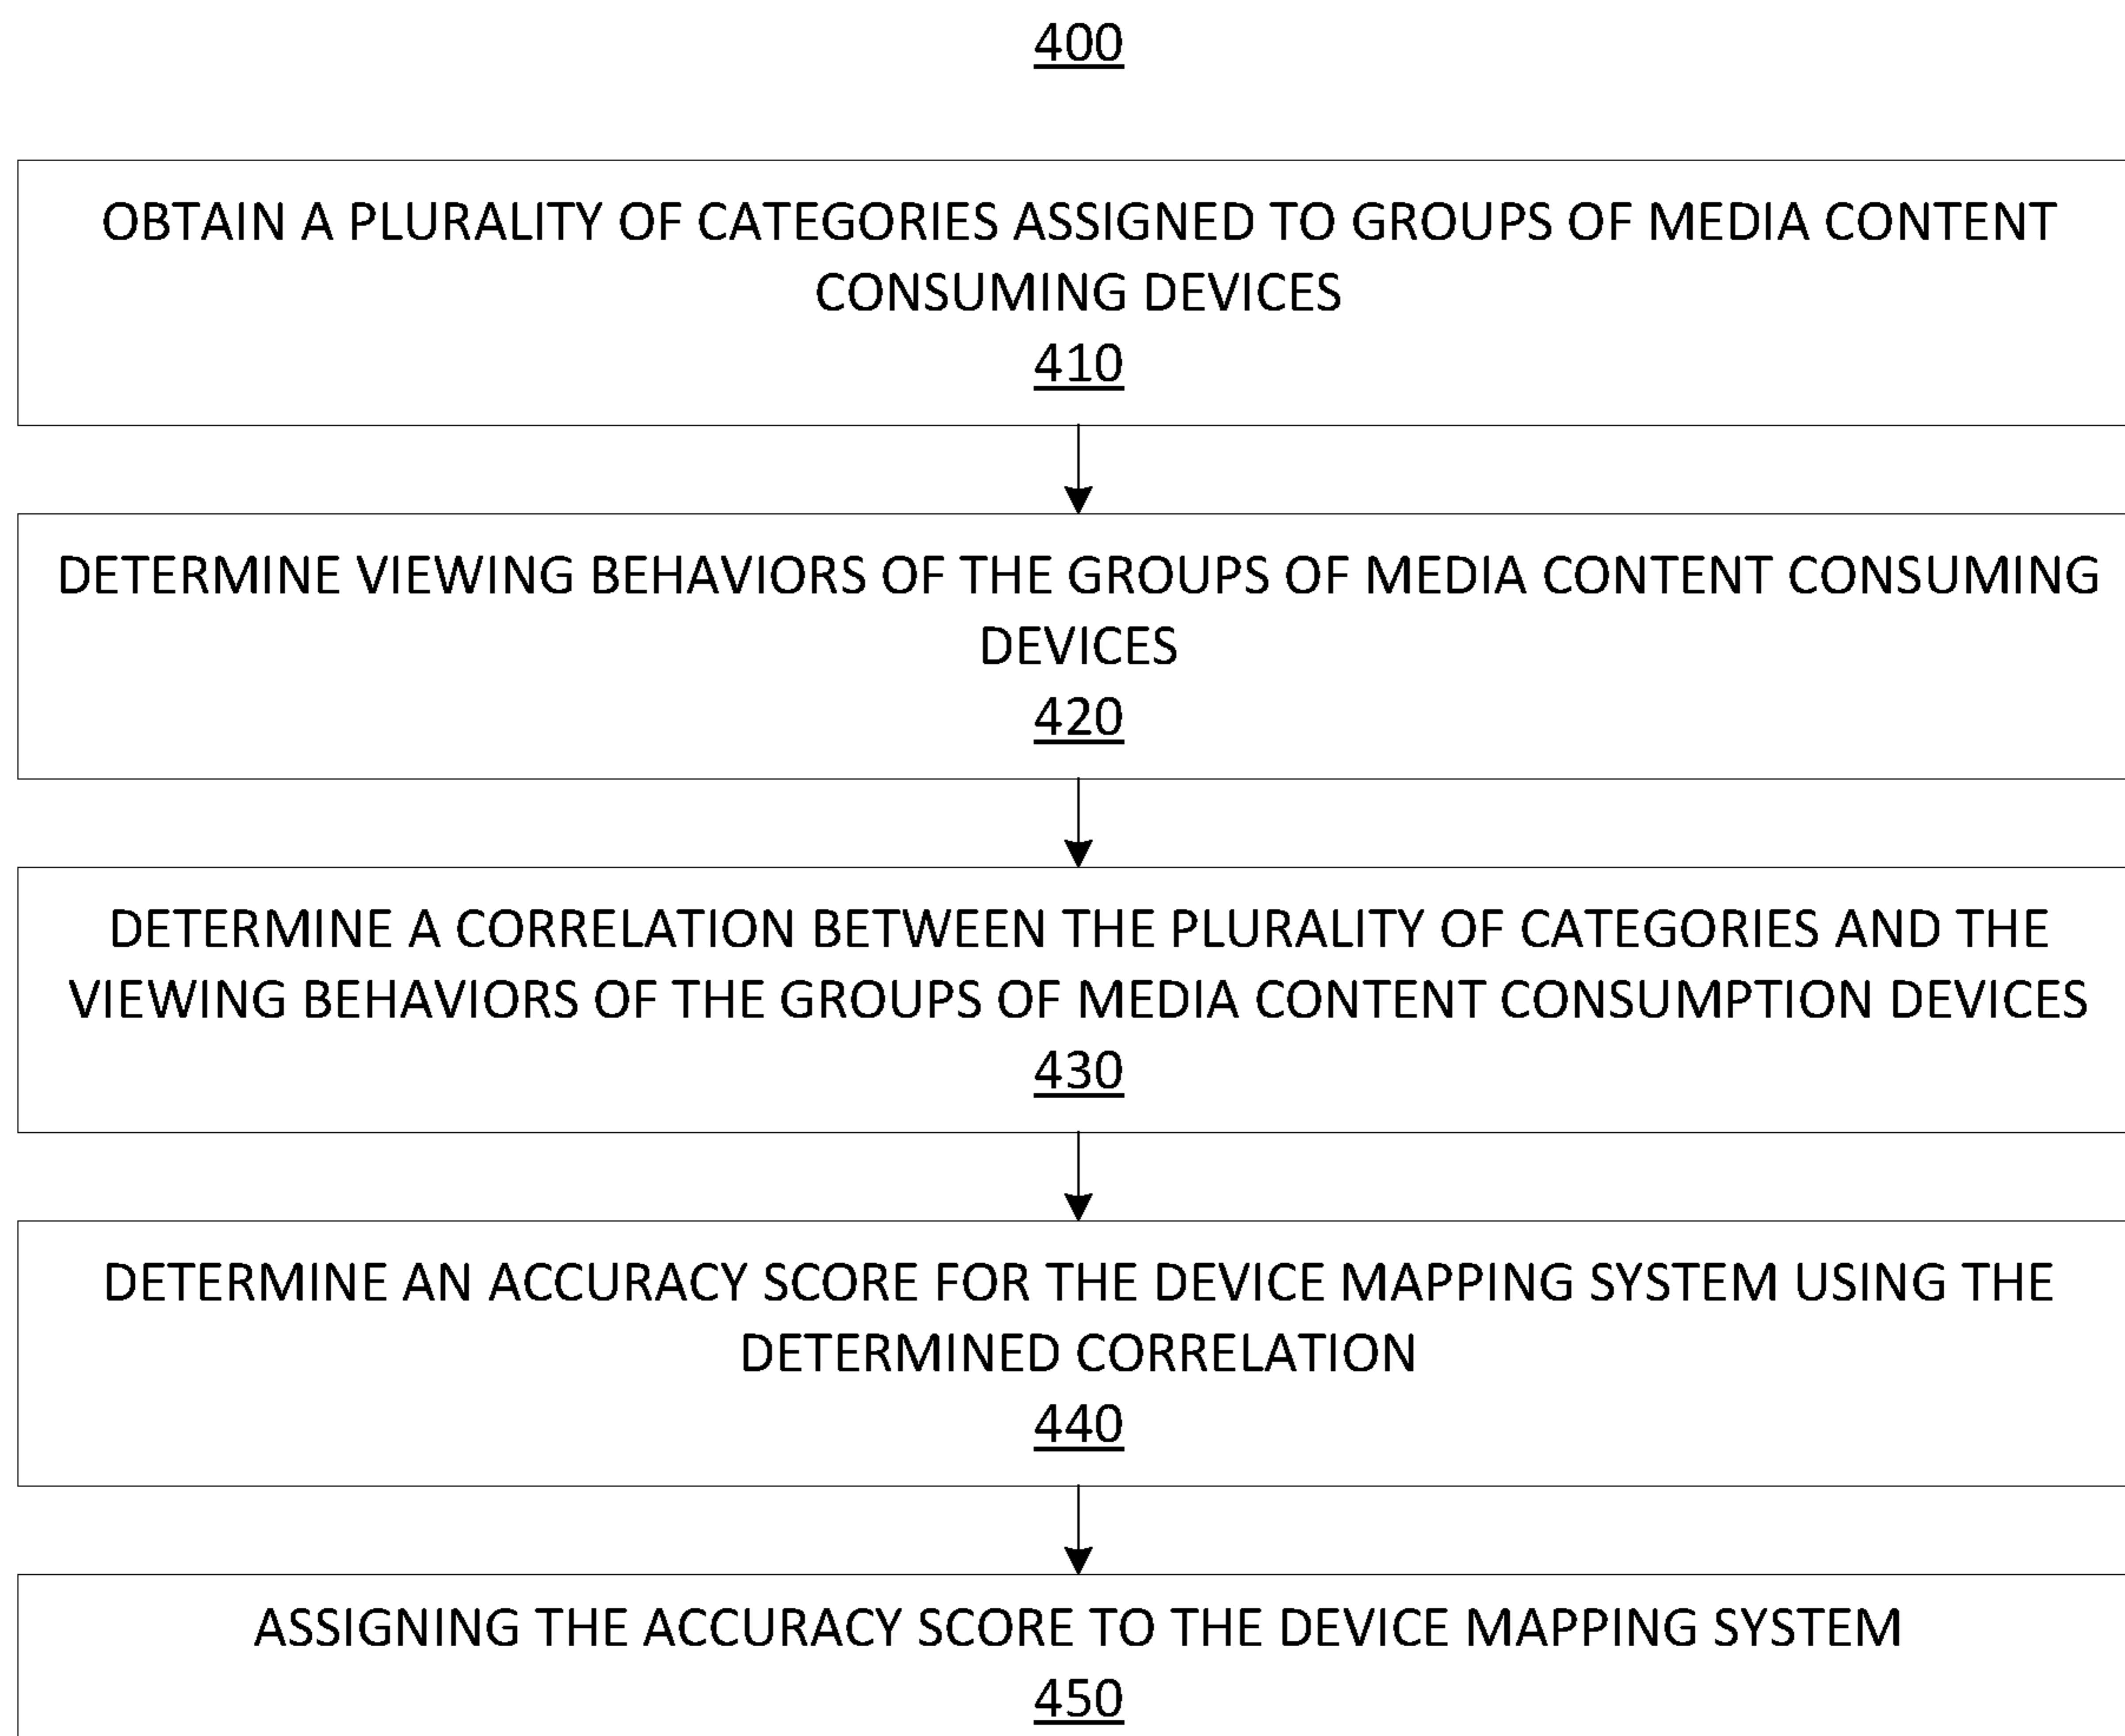 400
OBTAIN A PLURALITY OF CATEGORIES ASSIGNED TO GROUPS OF MEDIA CONTENT
CONSUMING DEVICES
410
DETERMINE VIEWING BEHAVIORS OF THE GROUPS OF MEDIA CONTENT CONSUMING
DEVICES
420
DETERMINE A CORRELATION BETWEEN THE PLURALITY OF CATEGORIES AND THE
VIEWING BEHAVIORS OF THE GROUPS OF MEDIA CONTENT CONSUMPTION DEVICES
430
DETERMINE AN ACCURACY SCORE FOR THE DEVICE MAPPING SYSTEM USING THE
DETERMINED CORRELATION
440
ASSIGNING THE ACCURACY SCORE TO THE DEVICE MAPPING SYSTEM
450